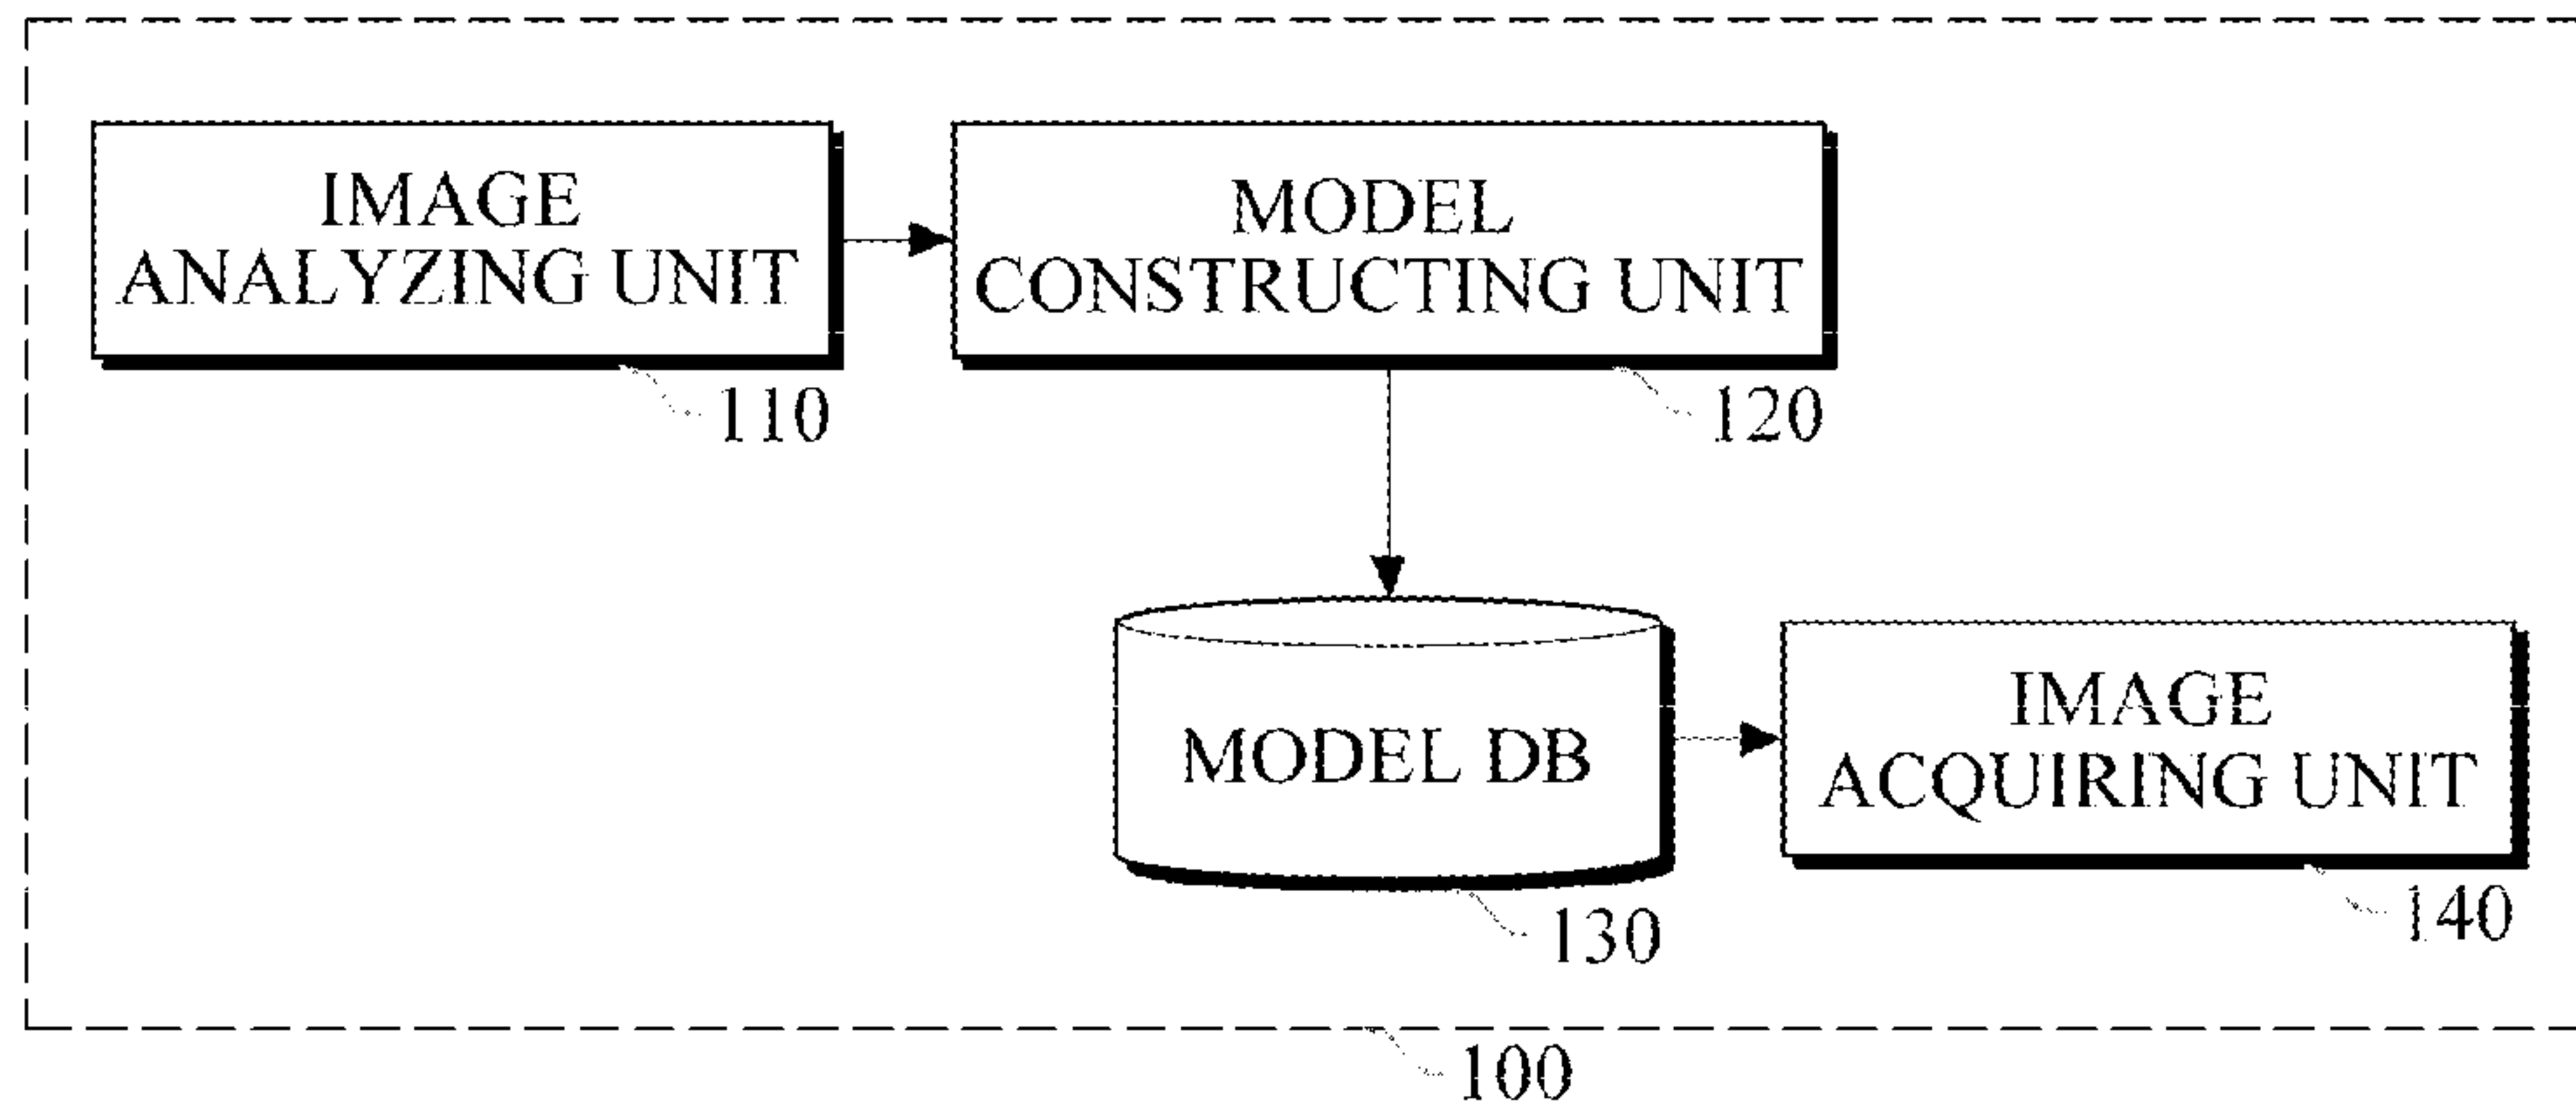 IMAGE
ANALYZING UNIT
110
MODEL
CONSTRUCTING UNIT
120
MODEL DB
130
IMAGE
ACQUIRING UNIT
140
100